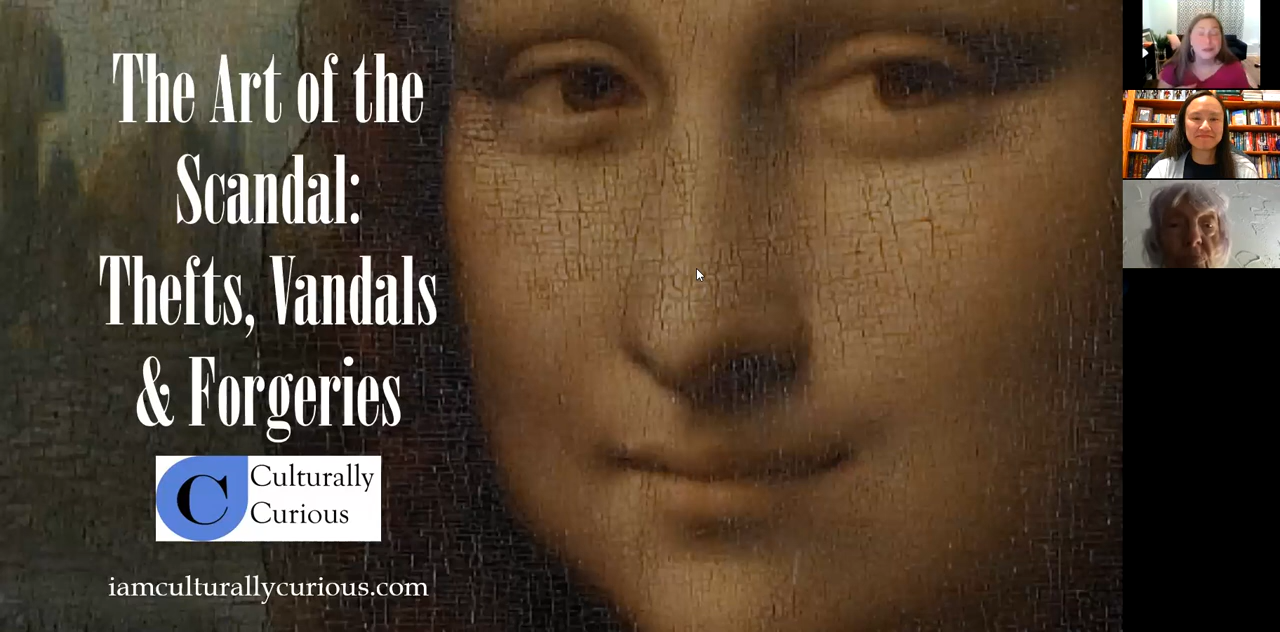 The Art of the
Scandal:
Thefts, Vandals
& Forgeries
C
Culturally
Curious
iamculturallycurious.com